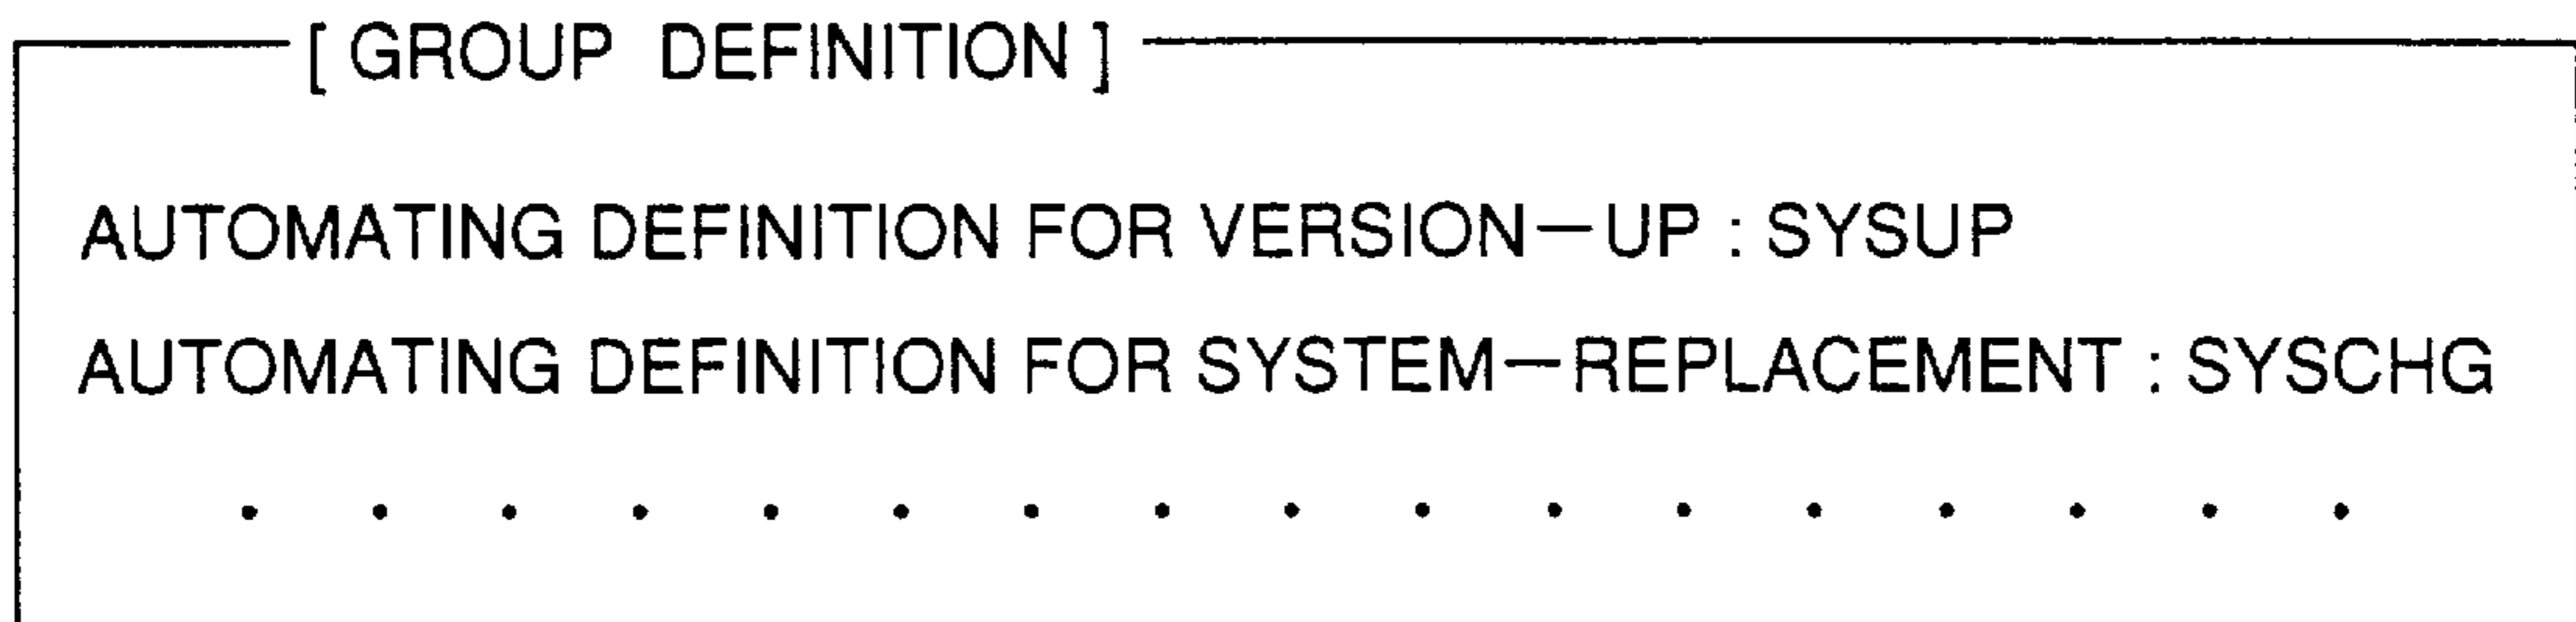 [ GROUP DEFINITION ]
AUTOMATING DEFINITION FOR VERSION—UP : SYSUP
AUTOMATING DEFINITION FOR SYSTEM—REPLACEMENT : SYSCHG
. . . . . . . . . . . . . . . . .